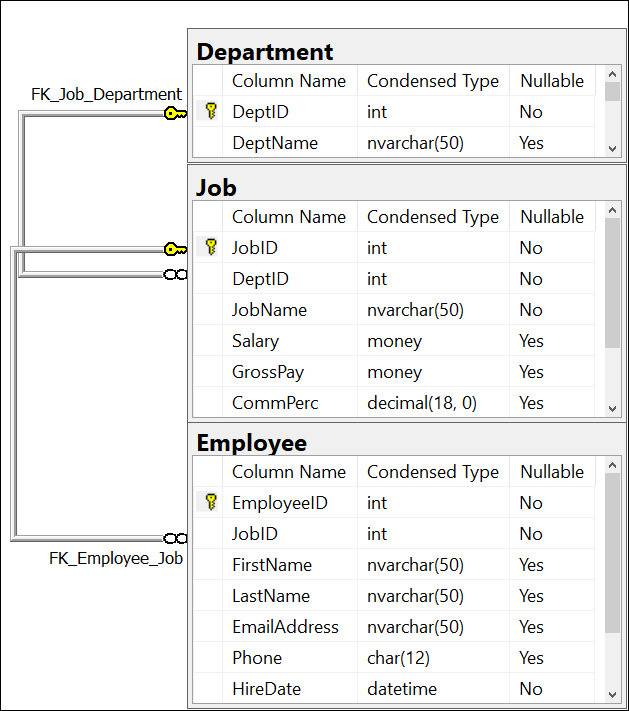 Department
Column Name Condensed Type Nullable
FK_Job_Department
DeptID int No
DeptName nvarchar(50) Yes
Job
Column Name Condensed Type Nullable
JobID int No
DeptID int No
JobName nvarchar(50) No
Salary money Yes
GrossPay money Yes
CommPerc decimal(18, 0) Yes
Employee
Column Name Condensed Type Nullable
EmployeeID int No
JobID int No
FK_Employee_Job
FirstName nvarchar(50) Yes
LastName nvarchar(50) Yes
EmailAddress nvarchar(50) Yes
Phone char(12) Yes
HireDate datetime No